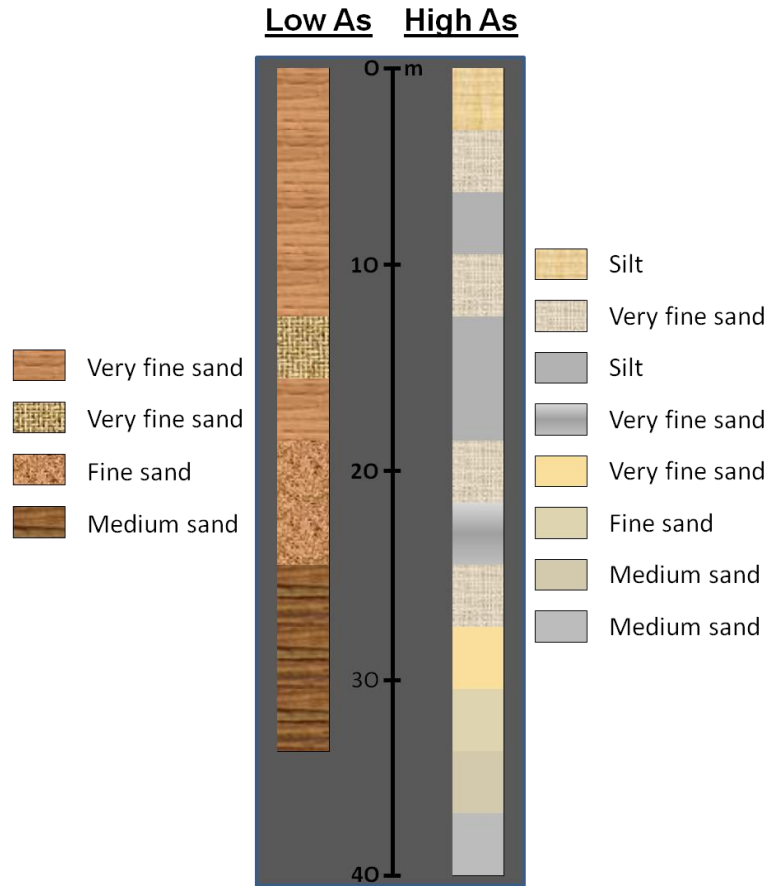 Low As High As
0 m
10
20
30
40
Very fine sand
Very fine sand
Fine sand
Medium sand
Silt
Very fine sand
Silt
Very fine sand
Very fine sand
Fine sand
Medium sand
Medium sand